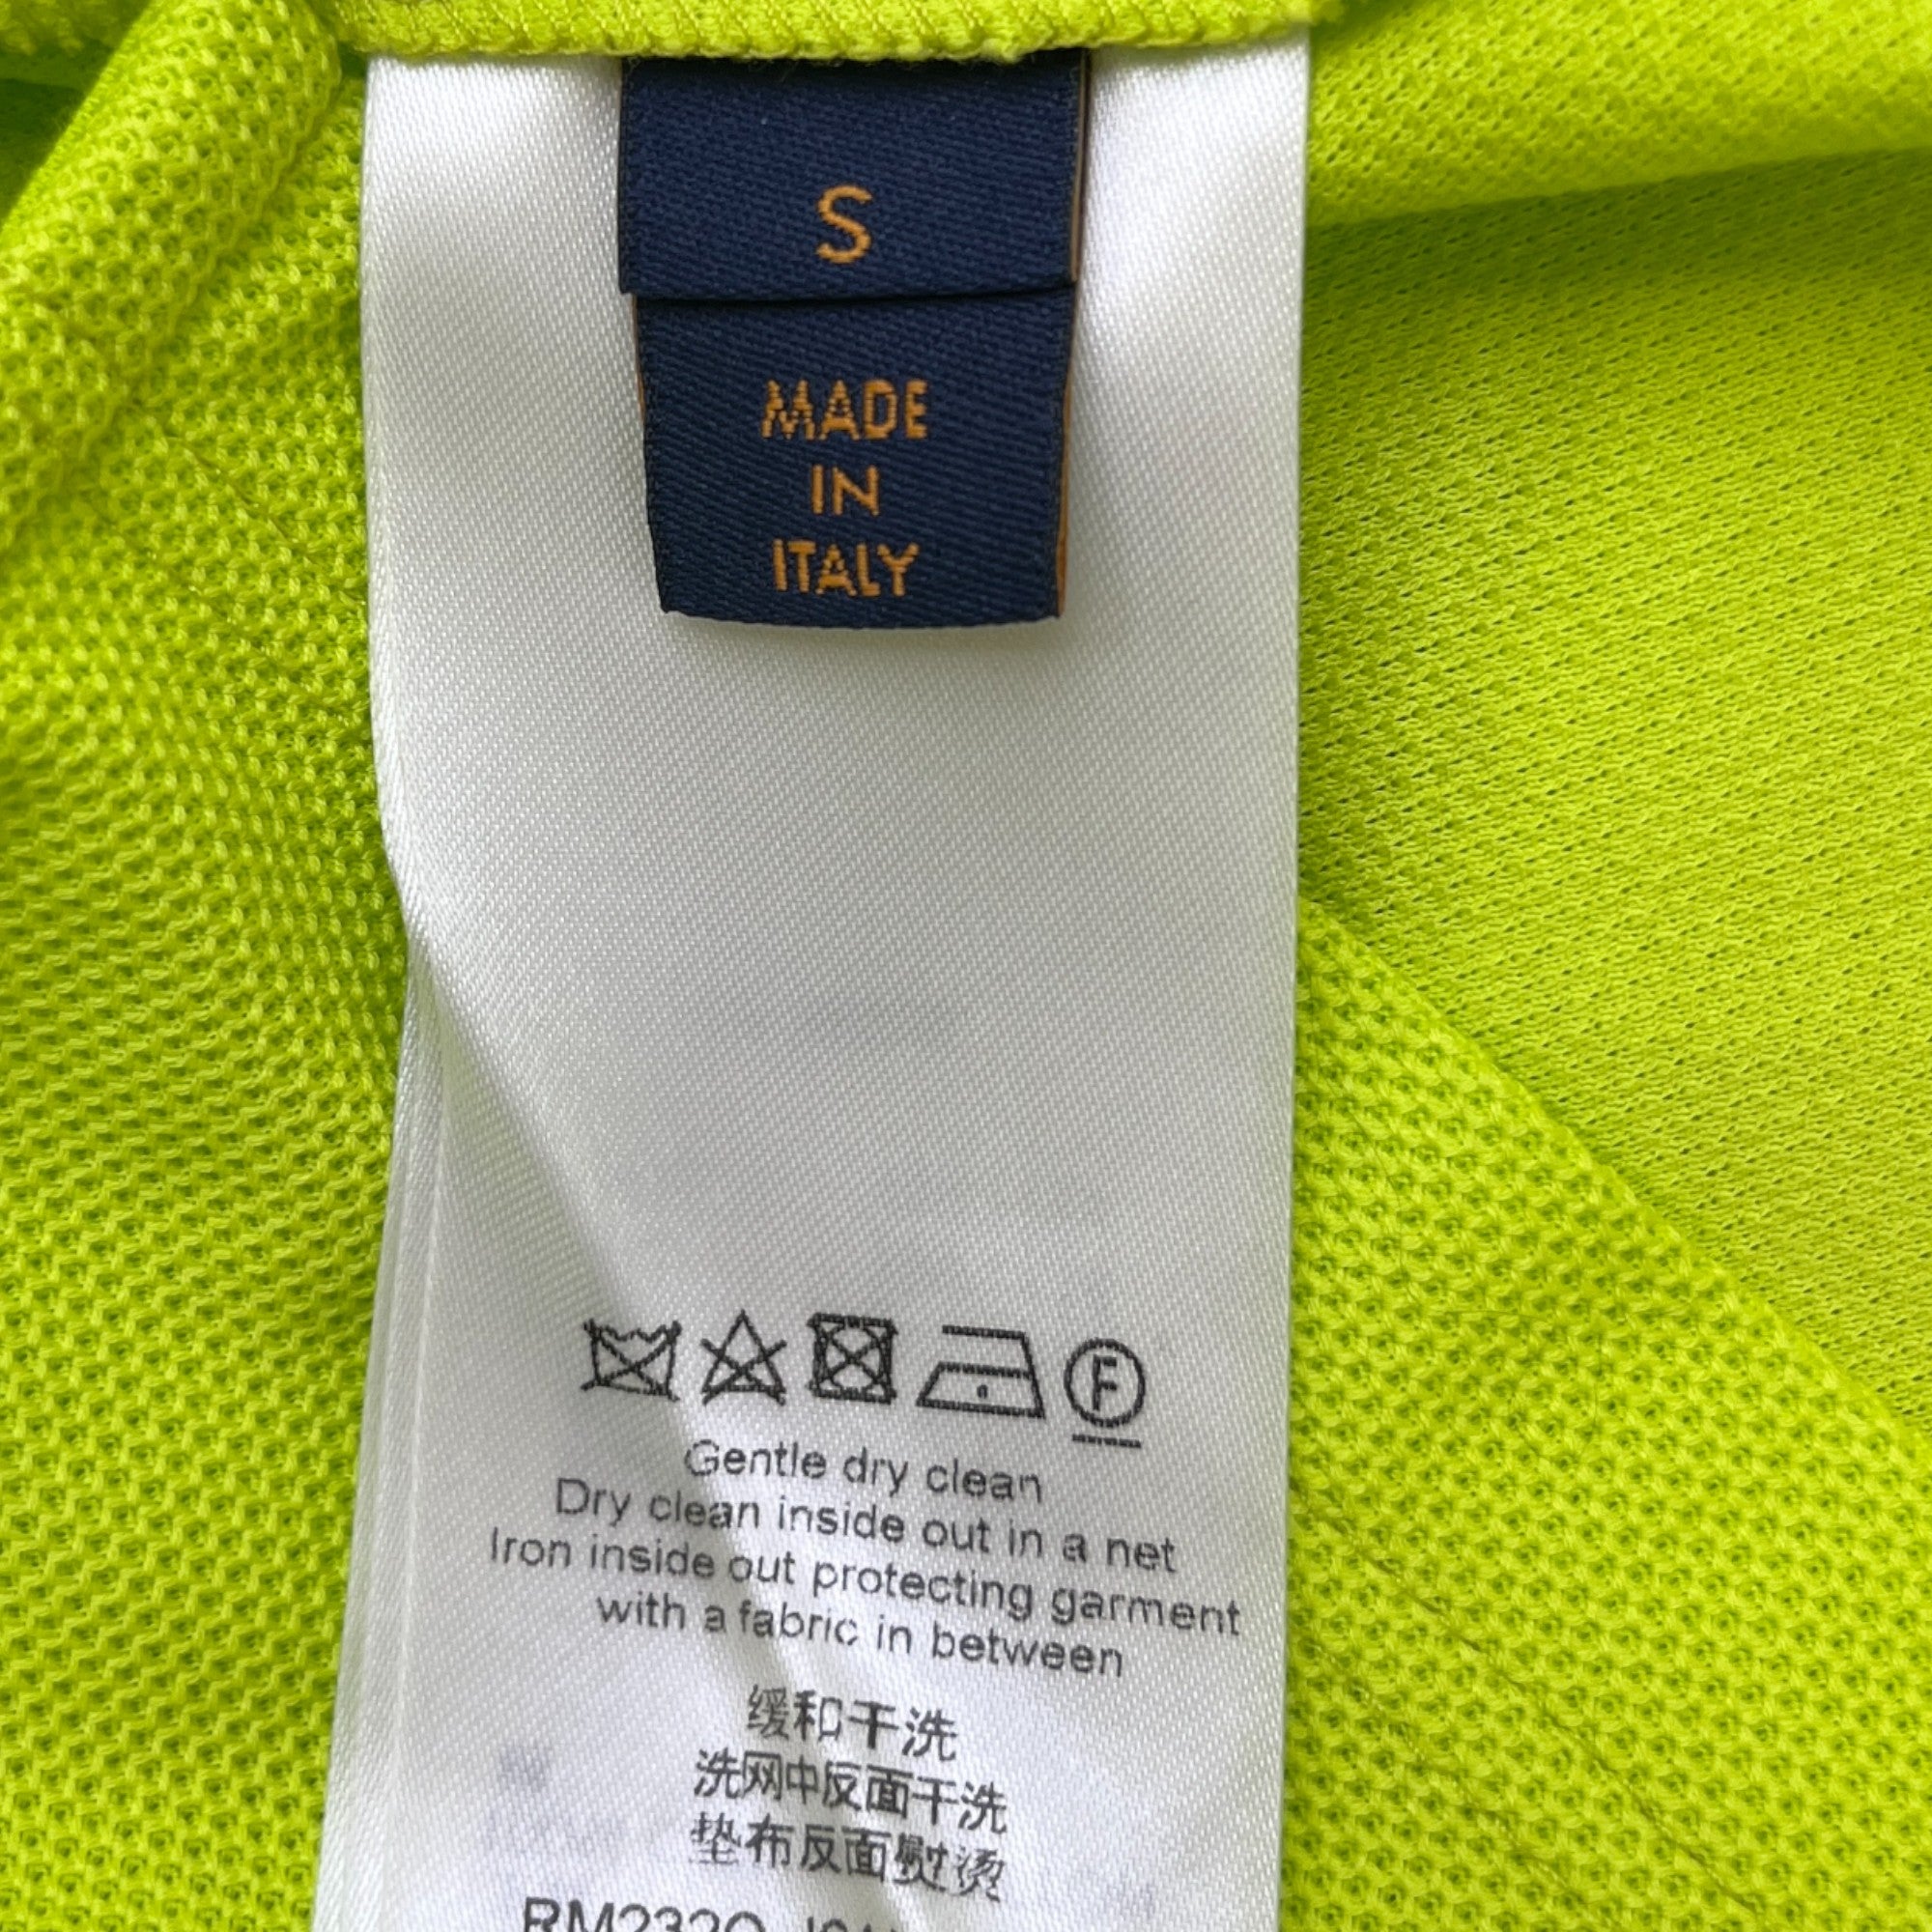 S
MADE
IN
ITALY
F
Gentle dry clean
Dry clean inside out in a net
Iron inside out protecting garment
with a fabric in between
缓和干洗
洗网中反面干洗
垫布反面熨烫